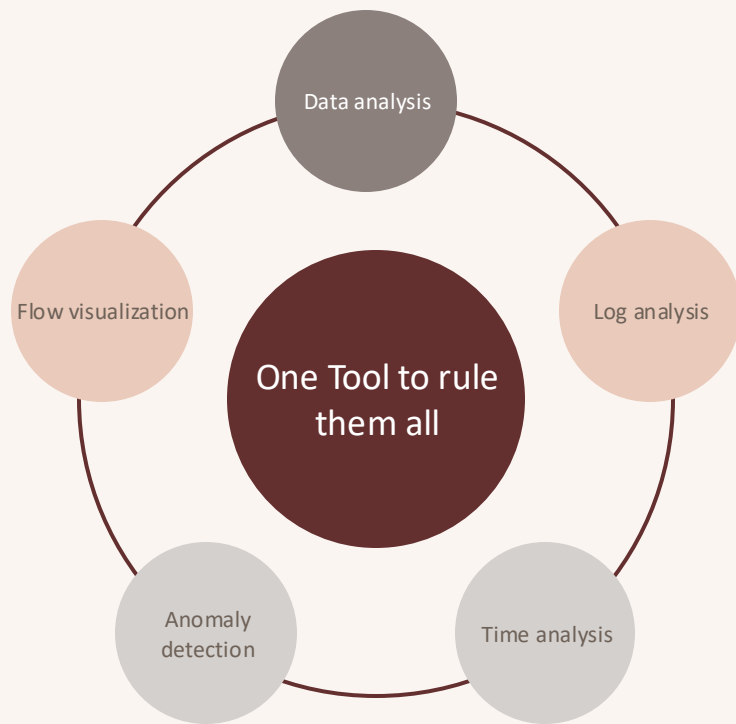 Data analysis
Flow visualization
Log analysis
One Tool to rule
them all
Anomaly
detection
Time analysis